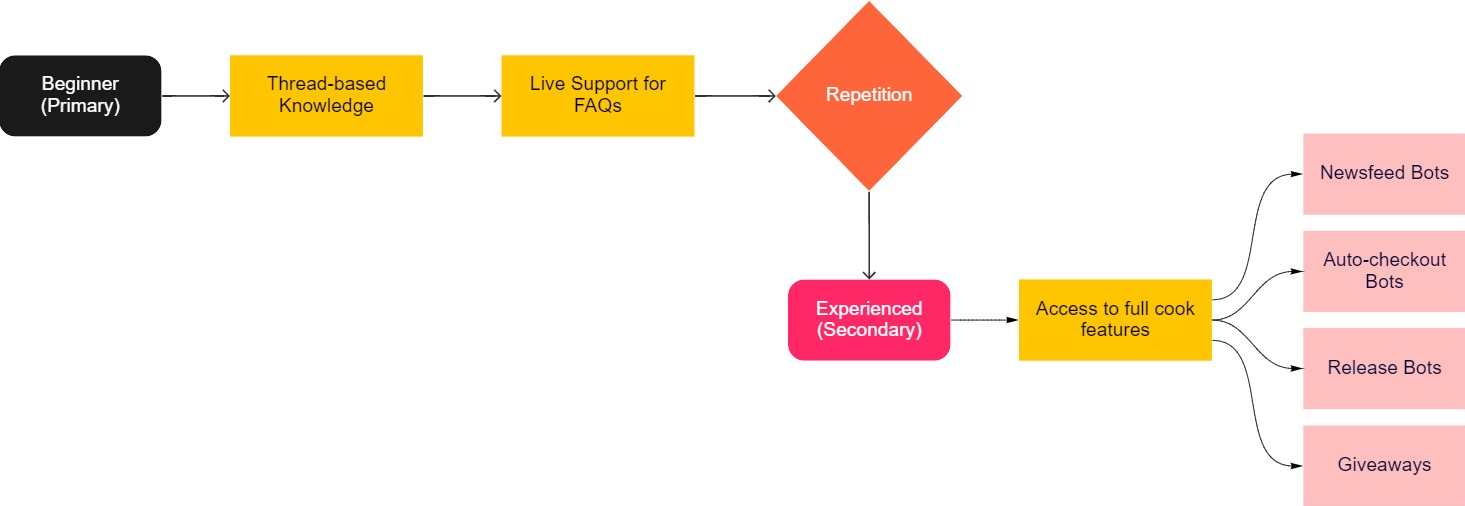 Beginner
(Primary)
Thread-based
Knowledge
Live Support for
FAQs
Repetition
Experienced
(Secondary)
Access to full cook
features
Newsfeed Bots
Auto-checkout
Bots
Release Bots
Giveaways